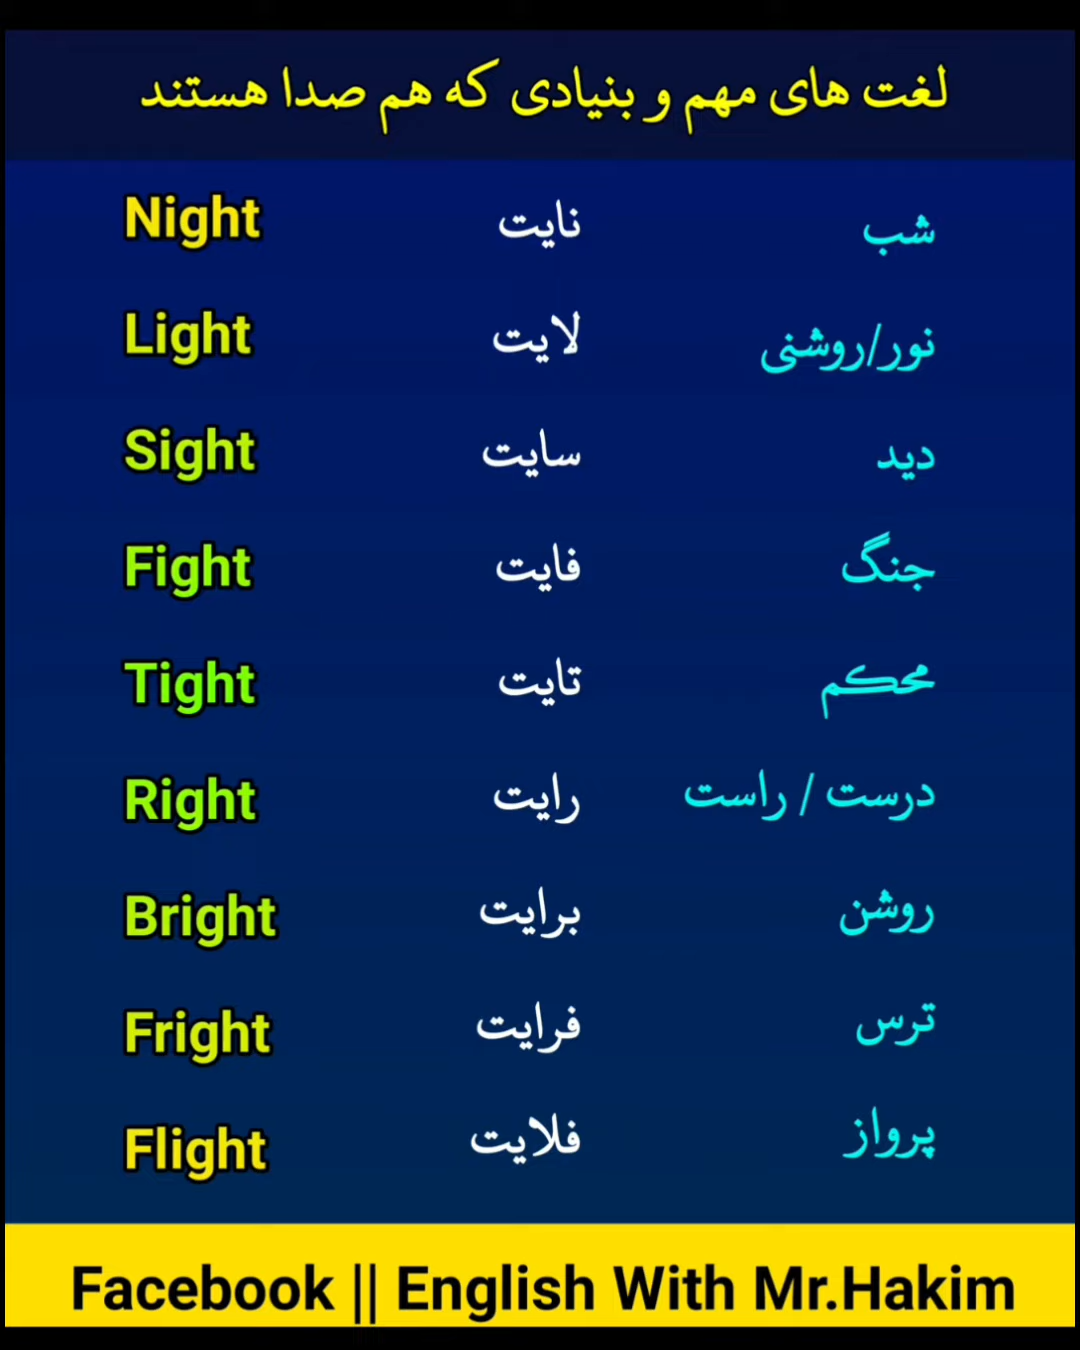 لغت های مهم و بنیادی که هم صدا هستند
Night نایت شب
Light لایت نور/روشنی
Sight سایت دید
Fight فایت جنگ
Tight تایت محکم
Right رایت درست / راست
Bright برایت روشن
Fright فرایت ترس
Flight فلایت پرواز
Facebook || English With Mr.Hakim